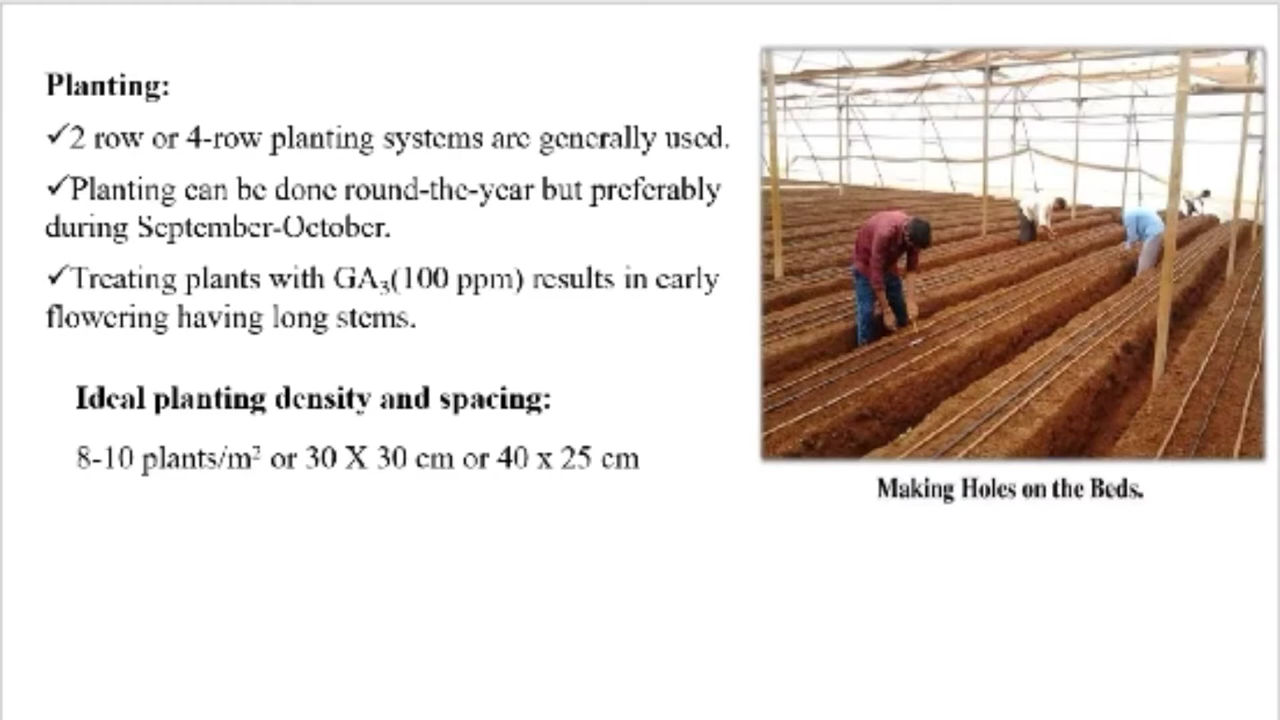 Planting:
✓2 row or 4-row planting systems are generally used.
✓Planting can be done round-the-year but preferably
during September-October.
✓Treating plants with GA₃(100 ppm) results in early
flowering having long stems.
Ideal planting density and spacing:
8-10 plants/m² or 30 X 30 cm or 40 x 25 cm
Making Holes on the Beds.